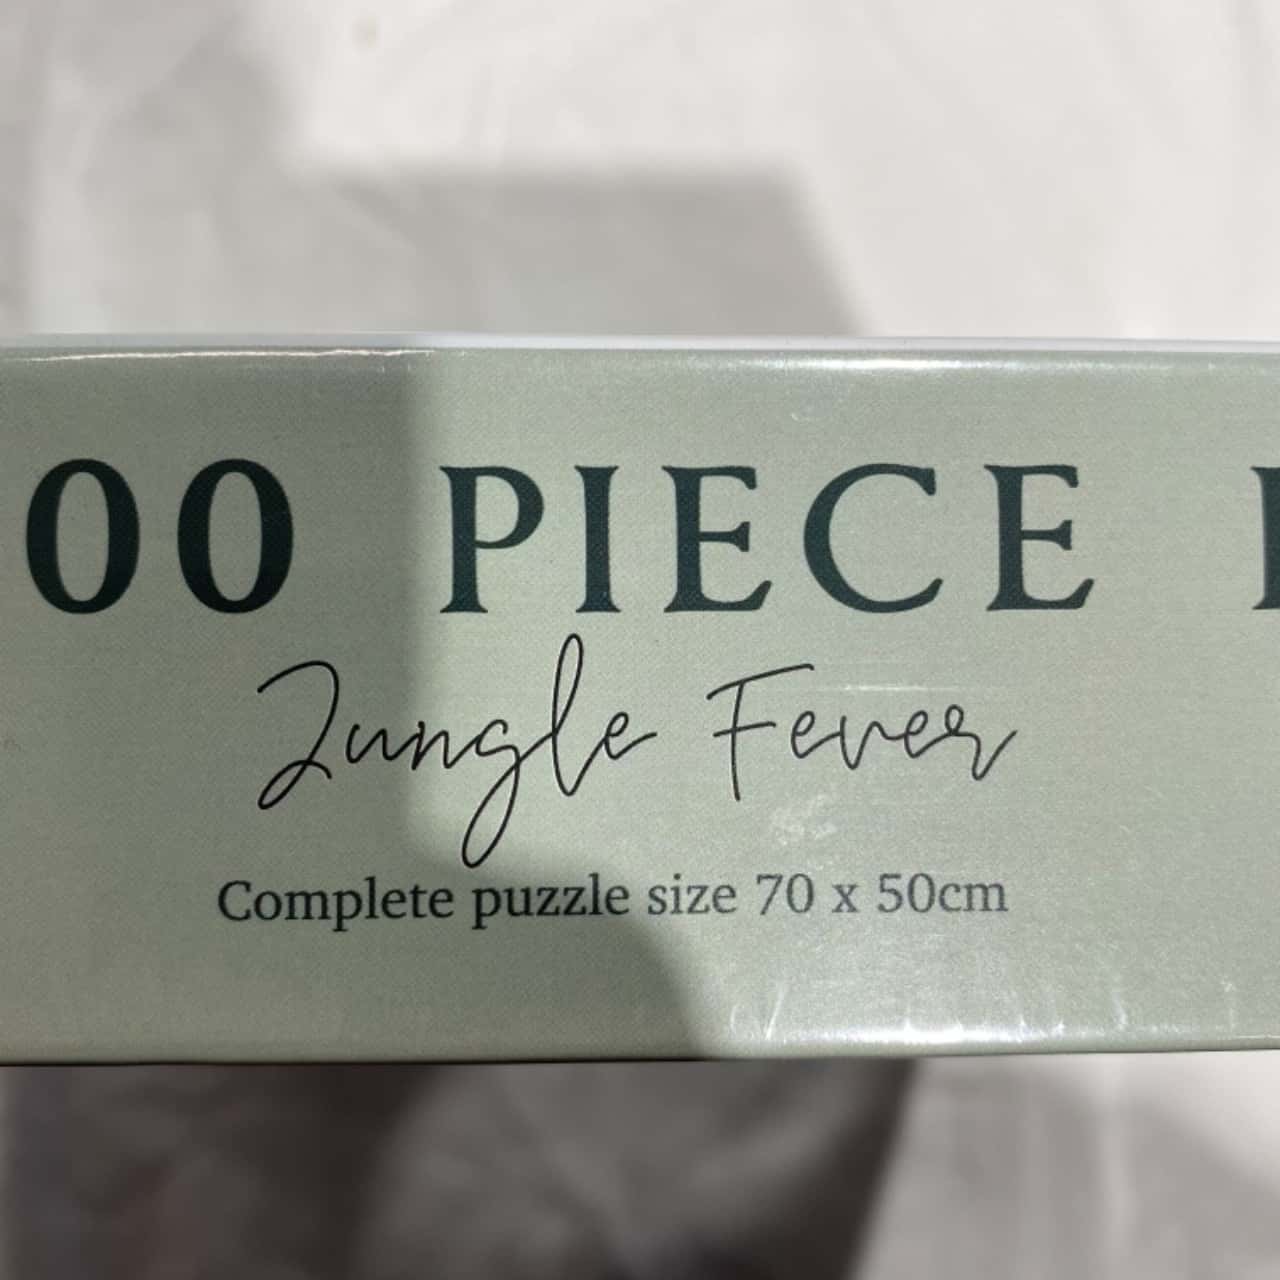 00 PIECE
Jungle Fever
Complete puzzle size 70 x 50cm